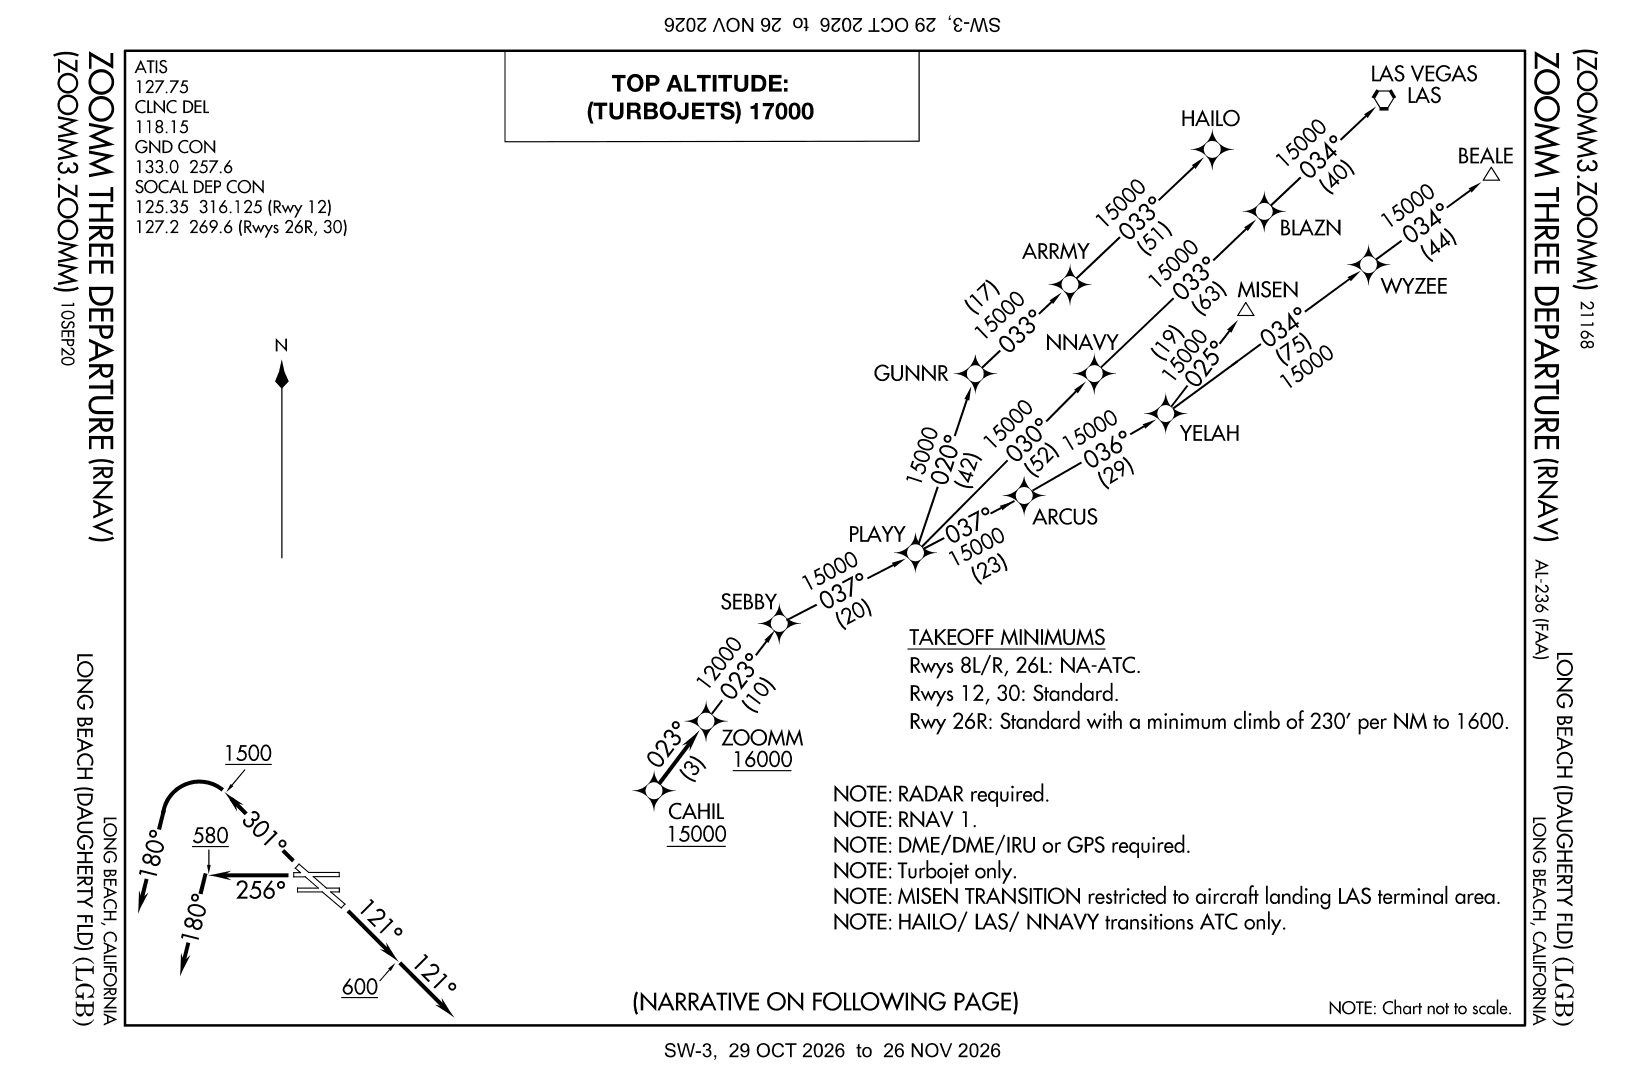 SW-3, 29 OCT 2026 to 26 NOV 2026
(ZOOMM3.ZOOMM) 10SEP20
ZOOMM THREE DEPARTURE (RNAV)
LONG BEACH (DAUGHERTY FLD) (LGB)
LONG BEACH, CALIFORNIA
(ZOOMM3.ZOOMM) 21168
ZOOMM THREE DEPARTURE (RNAV)
AL-236 (FAA)
LONG BEACH (DAUGHERTY FLD) (LGB)
LONG BEACH, CALIFORNIA
ATIS
127.75
CLNC DEL
118.15
GND CON
133.0 257.6
SOCAL DEP CON
125.35 316.125 (Rwy 12)
127.2 269.6 (Rwys 26R, 30)
TOP ALTITUDE:
(TURBOJETS) 17000
LAS VEGAS
LAS
HAILO
15000
034°
(40)
BEALE
15000
033°
(51)
15000
034°
(44)
BLAZN
ARRMY
15000
033°
(63)
WYZEE
(17)
15000
033°
MISEN
034°
(75)
15000
NNAVY
(19)
15000
025°
GUNNR
N
15000
020°
(42)
15000
030°
(52)
15000
036°
(29)
YELAH
ARCUS
PLAYY
037°
15000
(23)
15000
037°
(20)
SEBBY
12000
023°
(10)
TAKEOFF MINIMUMS
Rwys 8L/R, 26L: NA-ATC.
Rwys 12, 30: Standard.
Rwy 26R: Standard with a minimum climb of 230' per NM to 1600.
ZOOMM
16000
023°
(3)
CAHIL
15000
1500
301°
180°
580
256°
180°
121°
600
121°
NOTE: RADAR required.
NOTE: RNAV 1.
NOTE: DME/DME/IRU or GPS required.
NOTE: Turbojet only.
NOTE: MISEN TRANSITION restricted to aircraft landing LAS terminal area.
NOTE: HAILO/ LAS/ NNAVY transitions ATC only.
(NARRATIVE ON FOLLOWING PAGE)
NOTE: Chart not to scale.
SW-3, 29 OCT 2026 to 26 NOV 2026